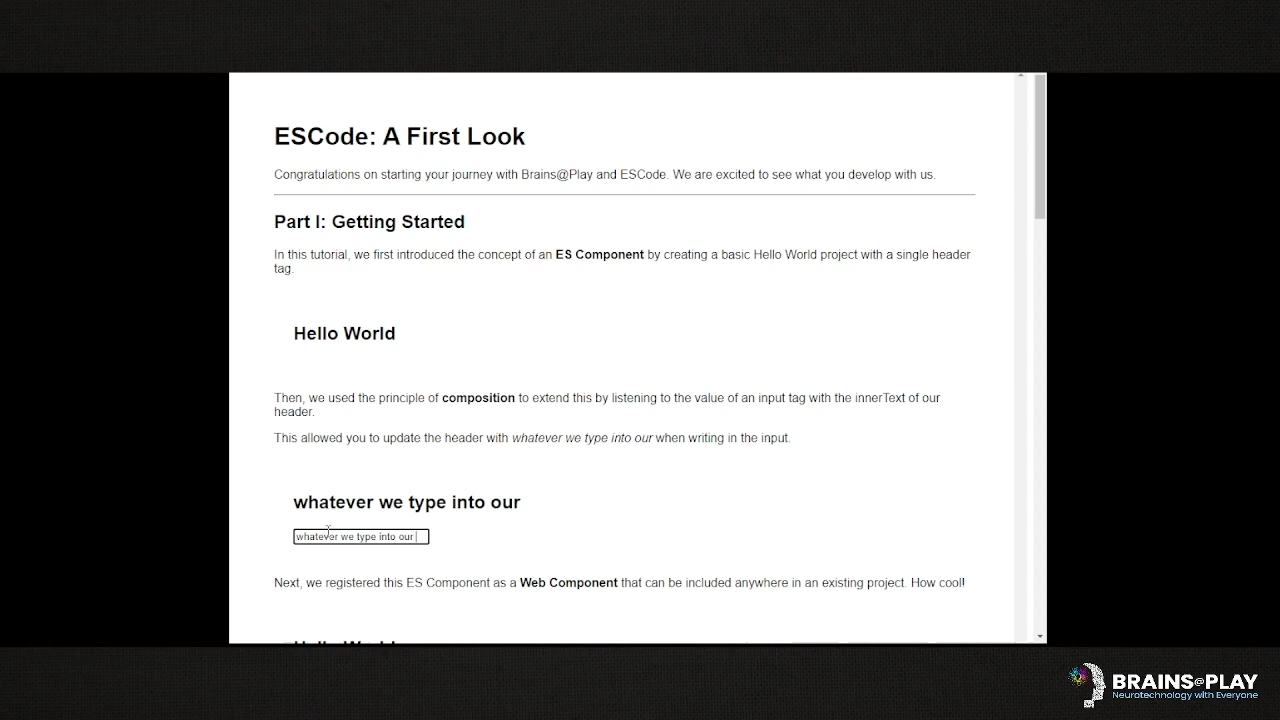 ESCode: A First Look
Congratulations on starting your journey with Brains@Play and ESCode. We are excited to see what you develop with us.
Part I: Getting Started
In this tutorial, we first introduced the concept of an ES Component by creating a basic Hello World project with a single header
tag.
Hello World
Then, we used the principle of composition to extend this by listening to the value of an input tag with the innerText of our
header.
This allowed you to update the header with whatever we type into our when writing in the input.
whatever we type into our
whatever we type into our
Next, we registered this ES Component as a Web Component that can be included anywhere in an existing project. How cool!
Hello World
BRAINS@PLAY
Neurotechnology with Everyone